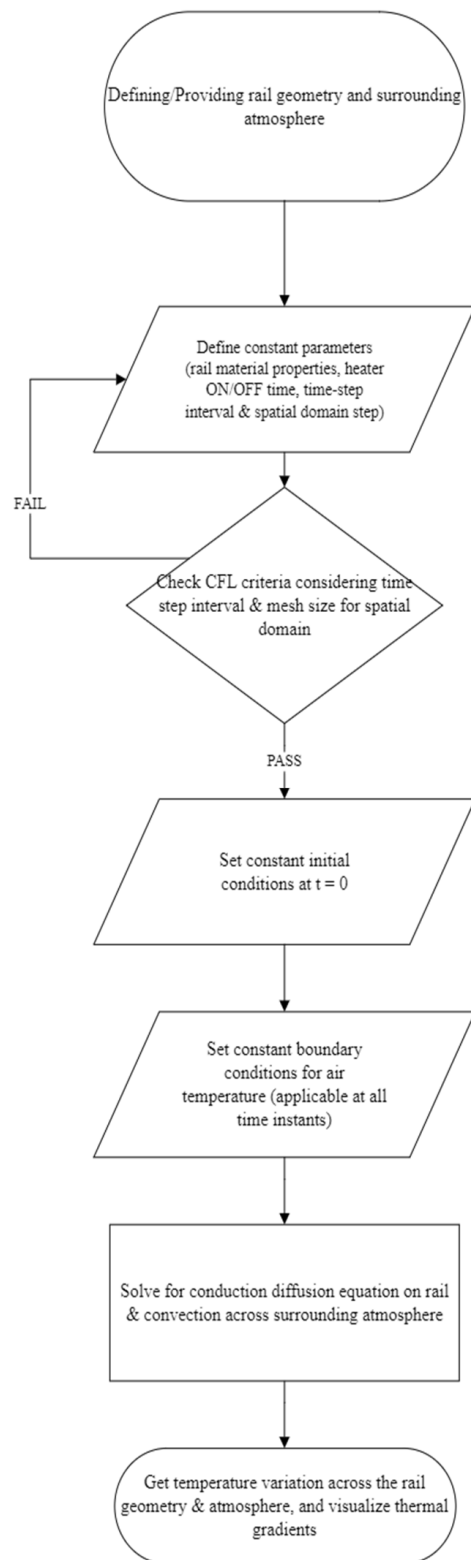 Defining/Providing rail geometry and surrounding
atmosphere
Define constant parameters
(rail material properties, heater
ON/OFF time, time-step
interval & spatial domain step)
FAIL
Check CFL criteria considering time
step interval & mesh size for spatial
domain
PASS
Set constant initial
conditions at t = 0
Set constant boundary
conditions for air
temperature (applicable at all
time instants)
Solve for conduction diffusion equation on rail
& convection across surrounding atmosphere
Get temperature variation across the rail
geometry & atmosphere, and visualize thermal
gradients